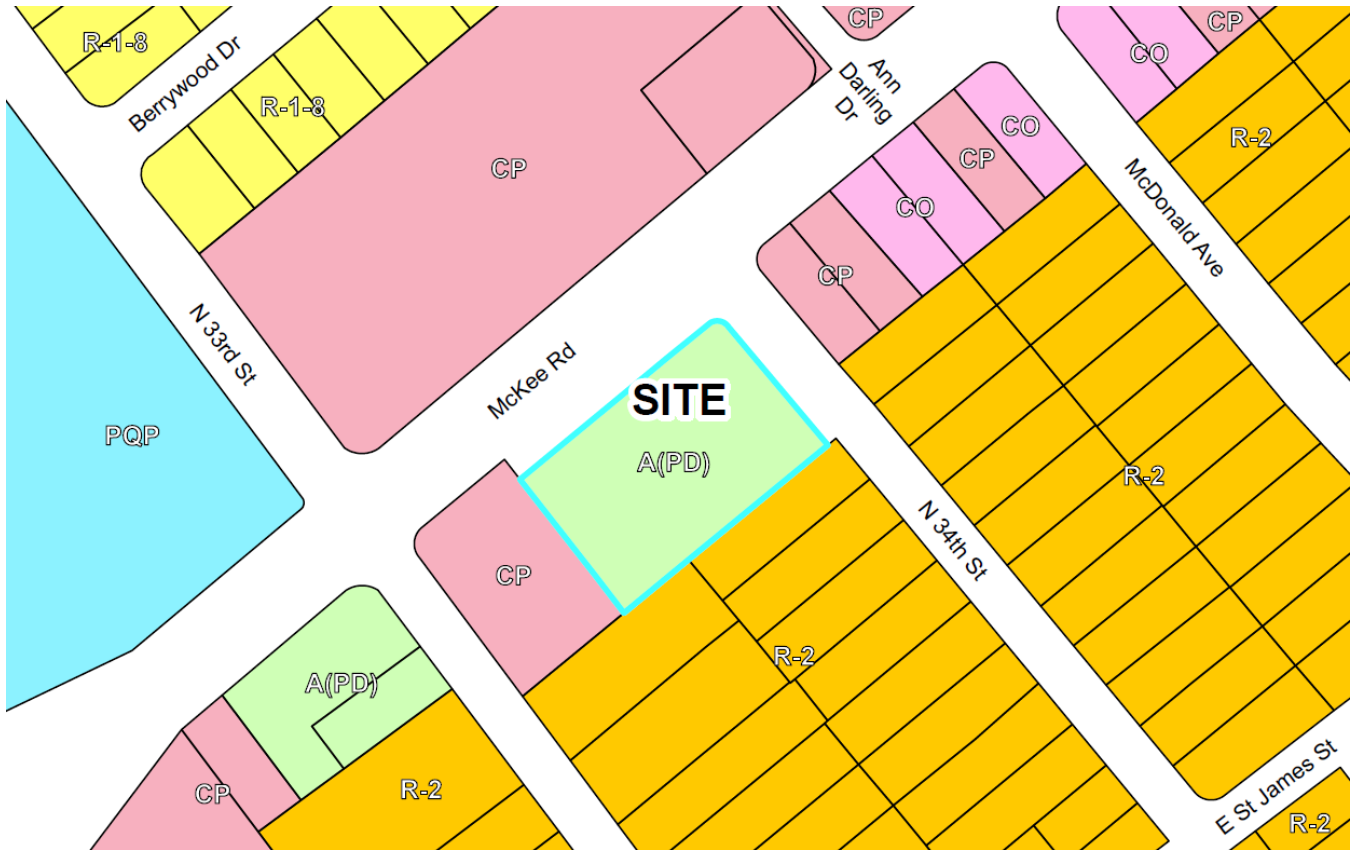 CP
R-1-8
CO
CP
Berrywood Dr
Ann
Darling
Dr
R-1-8
CO
R-2
CP
CP
CO
McDonald Ave
CP
N 33rd St
McKee Rd
SITE
PQP
A(PD)
R-2
N 34th St
CP
R-2
A(PD)
CP
R-2
E St James St
R-2